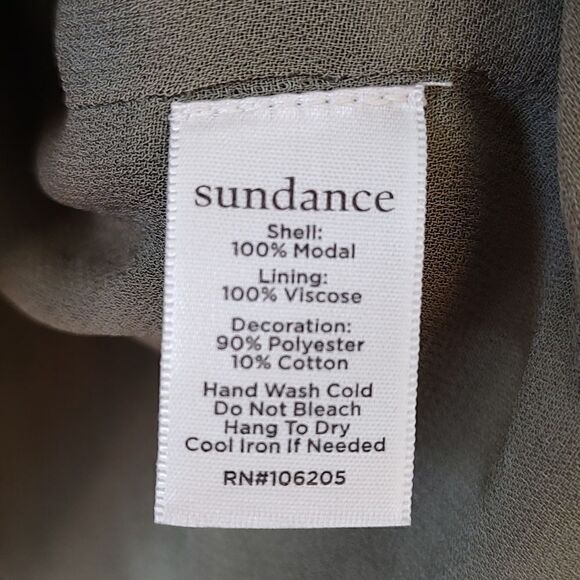 sundance
Shell:
100% Modal
Lining:
100% Viscose
Decoration:
90% Polyester
10% Cotton
Hand Wash Cold
Do Not Bleach
Hang To Dry
Cool Iron If Needed
RN#106205